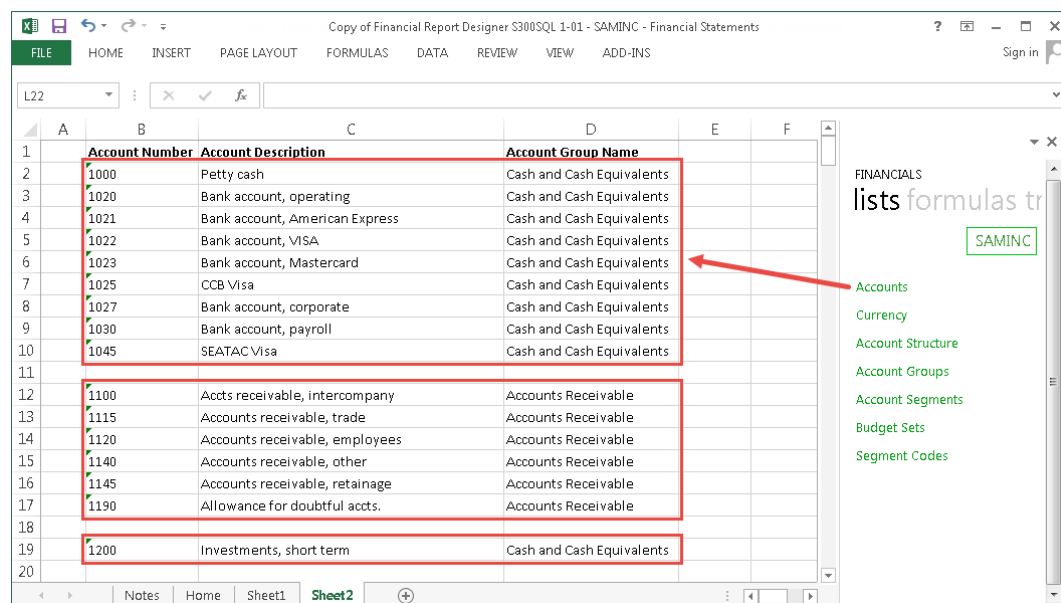 Copy of Financial Report Designer S300SQL 1-01 - SAMINC - Financial Statements
FILE HOME INSERT PAGE LAYOUT FORMULAS DATA REVIEW VIEW ADD-INS Sign in
L22 fx
A B C D E F
1 Account Number Account Description Account Group Name
2 1000 Petty cash Cash and Cash Equivalents
3 1020 Bank account, operating Cash and Cash Equivalents
4 1021 Bank account, American Express Cash and Cash Equivalents
5 1022 Bank account, VISA Cash and Cash Equivalents
6 1023 Bank account, Mastercard Cash and Cash Equivalents
7 1025 CCB Visa Cash and Cash Equivalents
8 1027 Bank account, corporate Cash and Cash Equivalents
9 1030 Bank account, payroll Cash and Cash Equivalents
10 1045 SEATAC Visa Cash and Cash Equivalents
11
12 1100 Accts receivable, intercompany Accounts Receivable
13 1115 Accounts receivable, trade Accounts Receivable
14 1120 Accounts receivable, employees Accounts Receivable
15 1140 Accounts receivable, other Accounts Receivable
16 1145 Accounts receivable, retainage Accounts Receivable
17 1190 Allowance for doubtful accts. Accounts Receivable
18
19 1200 Investments, short term Cash and Cash Equivalents
20
Notes Home Sheet1 Sheet2
FINANCIALS
lists formulas tr
SAMINC
Accounts
Currency
Account Structure
Account Groups
Account Segments
Budget Sets
Segment Codes